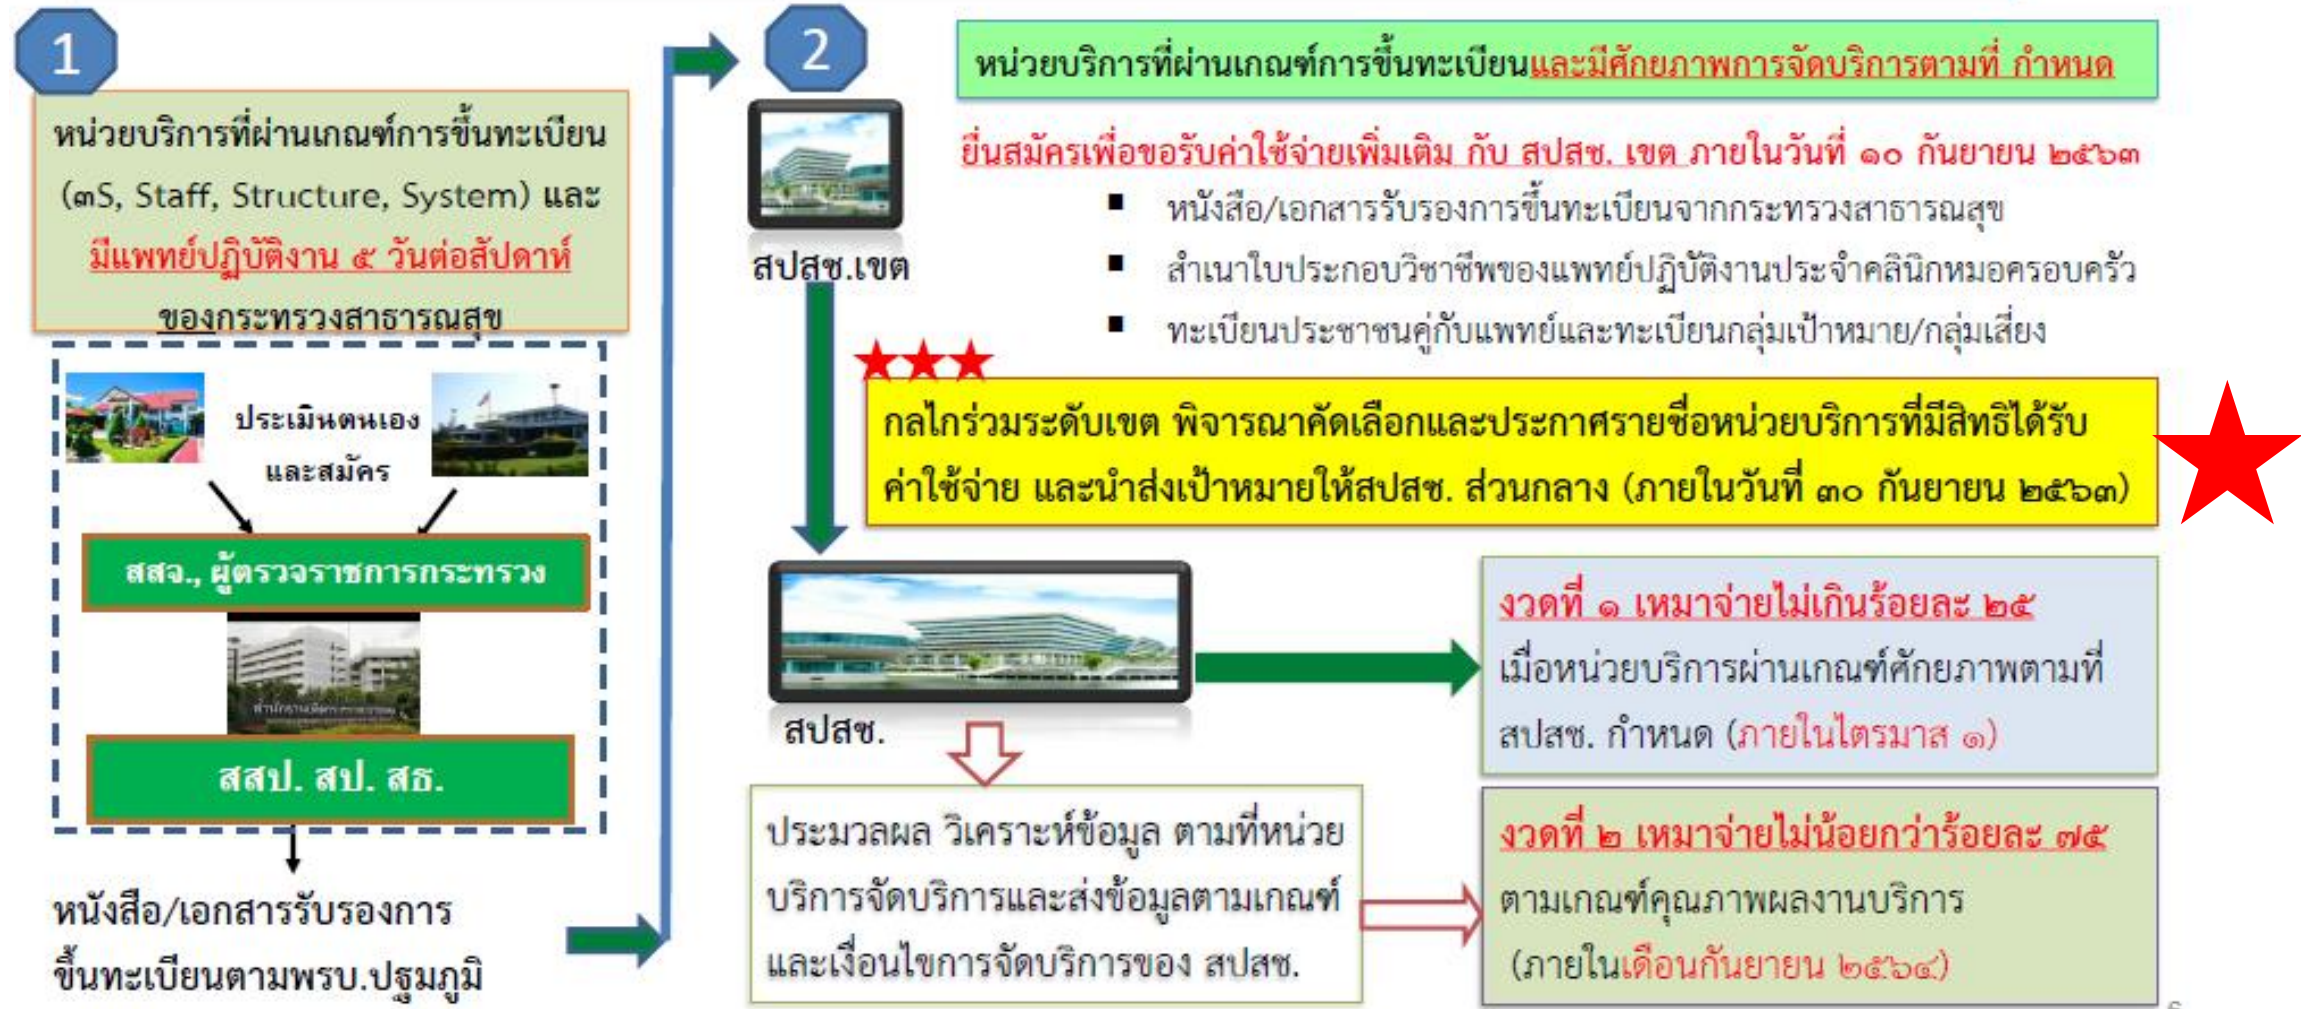 1
หน่วยบริการที่ผ่านเกณฑ์การขึ้นทะเบียน
(๓S, Staff, Structure, System) และ
มีแพทย์ปฏิบัติงาน ๕ วันต่อสัปดาห์
ของกระทรวงสาธารณสุข
ประเมินตนเอง
และสมัคร
สสจ., ผู้ตรวจราชการกระทรวง
สสป. สป. สธ.
หนังสือ/เอกสารรับรองการ
ขึ้นทะเบียนตามพรบ.ปฐมภูมิ
2
สปสช.เขต
หน่วยบริการที่ผ่านเกณฑ์การขึ้นทะเบียนและมีศักยภาพการจัดบริการตามที่ กำหนด
ยื่นสมัครเพื่อขอรับค่าใช้จ่ายเพิ่มเติม กับ สปสช. เขต ภายในวันที่ ๑๐ กันยายน ๒๕๖๓
หนังสือ/เอกสารรับรองการขึ้นทะเบียนจากกระทรวงสาธารณสุข
สำเนาใบประกอบวิชาชีพของแพทย์ปฏิบัติงานประจำคลินิกหมอครอบครัว
ทะเบียนประชาชนคู่กับแพทย์และทะเบียนกลุ่มเป้าหมาย/กลุ่มเสี่ยง
กลไกร่วมระดับเขต พิจารณาคัดเลือกและประกาศรายชื่อหน่วยบริการที่มีสิทธิได้รับ
ค่าใช้จ่าย และนำส่งเป้าหมายให้สปสช. ส่วนกลาง (ภายในวันที่ ๓๐ กันยายน ๒๕๖๓)
สปสช.
งวดที่ ๑ เหมาจ่ายไม่เกินร้อยละ ๒๕
เมื่อหน่วยบริการผ่านเกณฑ์ศักยภาพตามที่
สปสช. กำหนด (ภายในไตรมาส ๑)
ประมวลผล วิเคราะห์ข้อมูล ตามที่หน่วย
บริการจัดบริการและส่งข้อมูลตามเกณฑ์
และเงื่อนไขการจัดบริการของ สปสช.
งวดที่ ๒ เหมาจ่ายไม่น้อยกว่าร้อยละ ๗๕
ตามเกณฑ์คุณภาพผลงานบริการ
(ภายในเดือนกันยายน ๒๕๖๔)